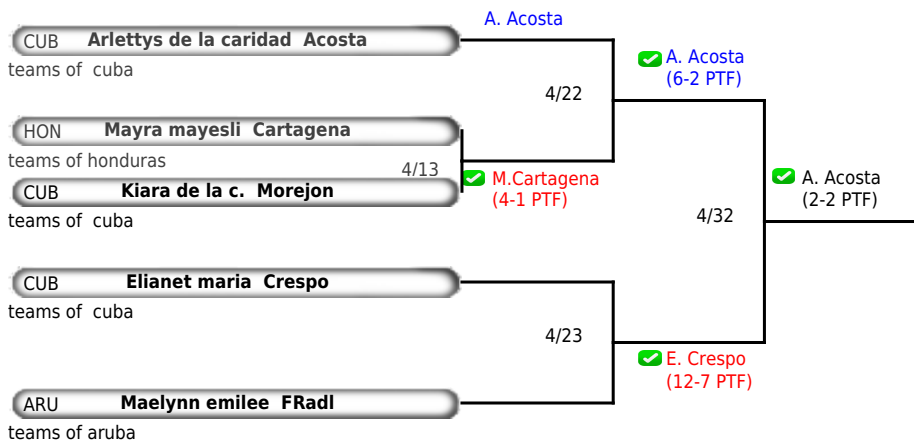 A. Acosta
CUB Arlettys de la caridad Acosta
teams of cuba
A. Acosta
(6-2 PTF)
4/22
HON Mayra mayesli Cartagena
teams of honduras
4/13
M.Cartagena
(4-1 PTF)
CUB Kiara de la c. Morejon
teams of cuba
A. Acosta
(2-2 PTF)
4/32
CUB Elianet maria Crespo
teams of cuba
4/23
E. Crespo
(12-7 PTF)
ARU Maelynn emilee FRadl
teams of aruba